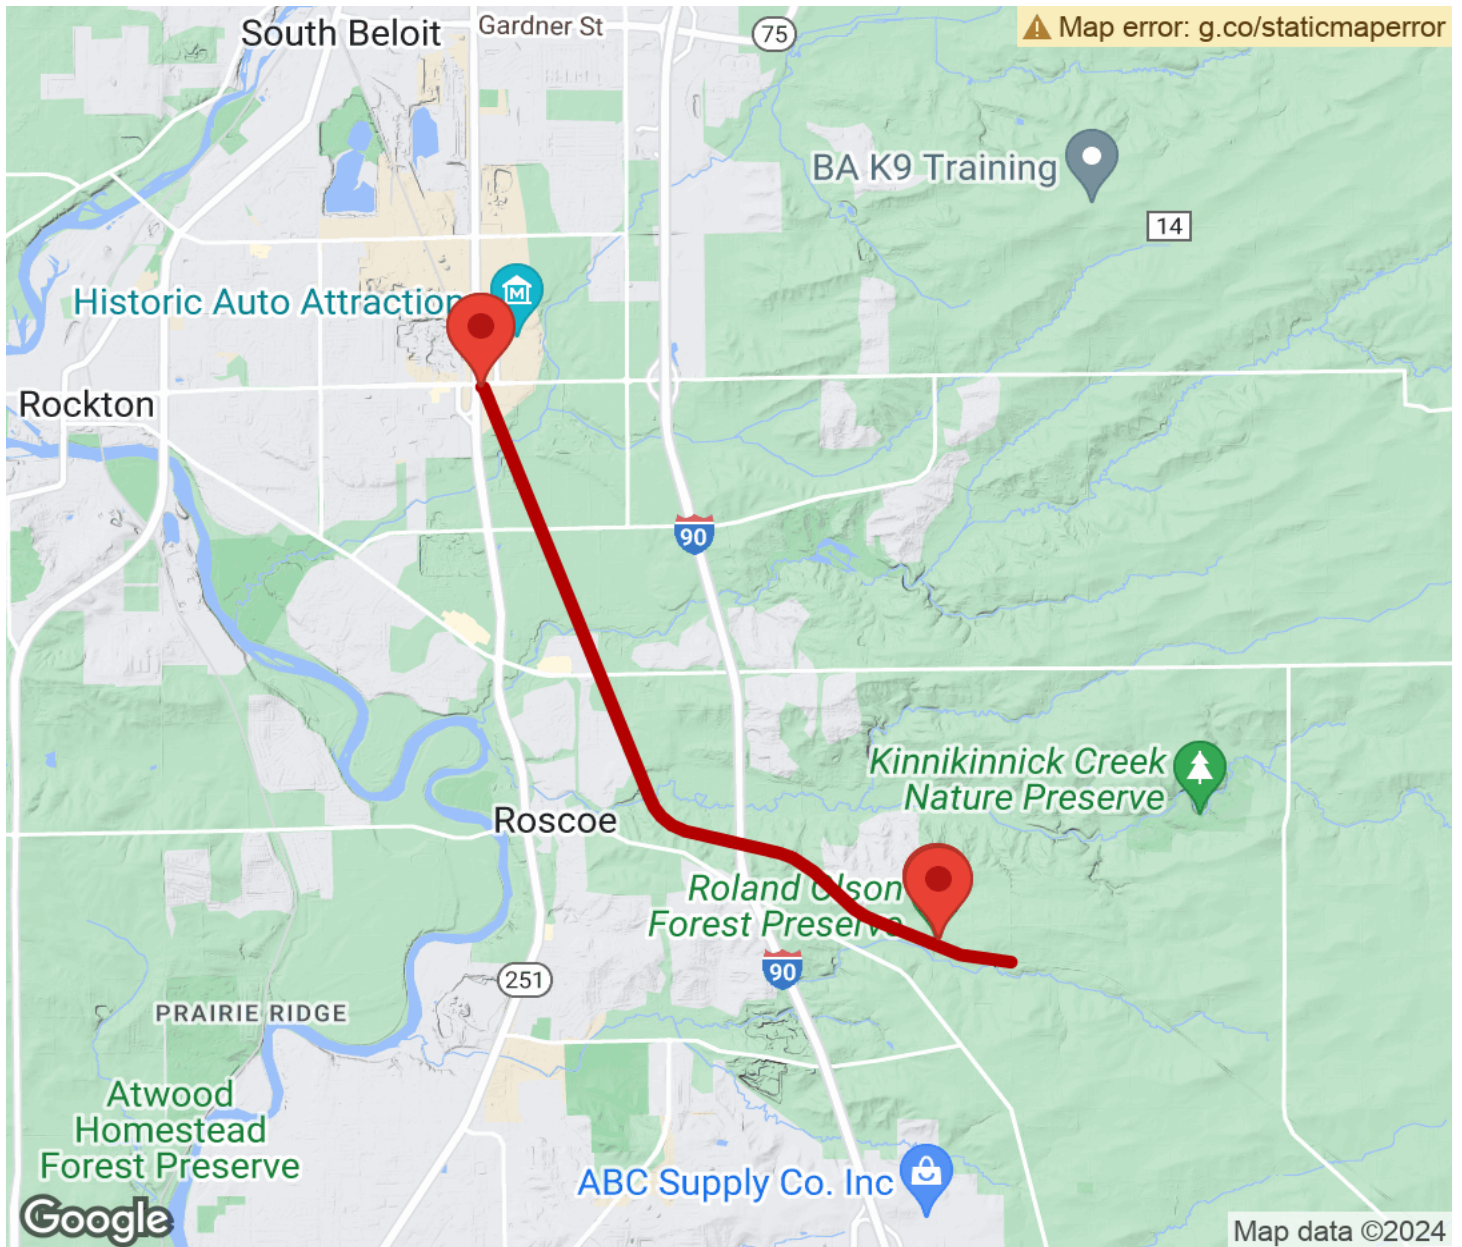 South Beloit
Gardner St
75
Map error: g.co/staticmaperror
BA K9 Training
14
Historic Auto Attraction
M
Rockton
90
Kinnikinnick Creek
Nature Preserve
Roscoe
Roland Olson
Forest Preserve
90
251
PRAIRIE RIDGE
Atwood
Homestead
Forest Preserve
ABC Supply Co. Inc
Google
Map data ©2024